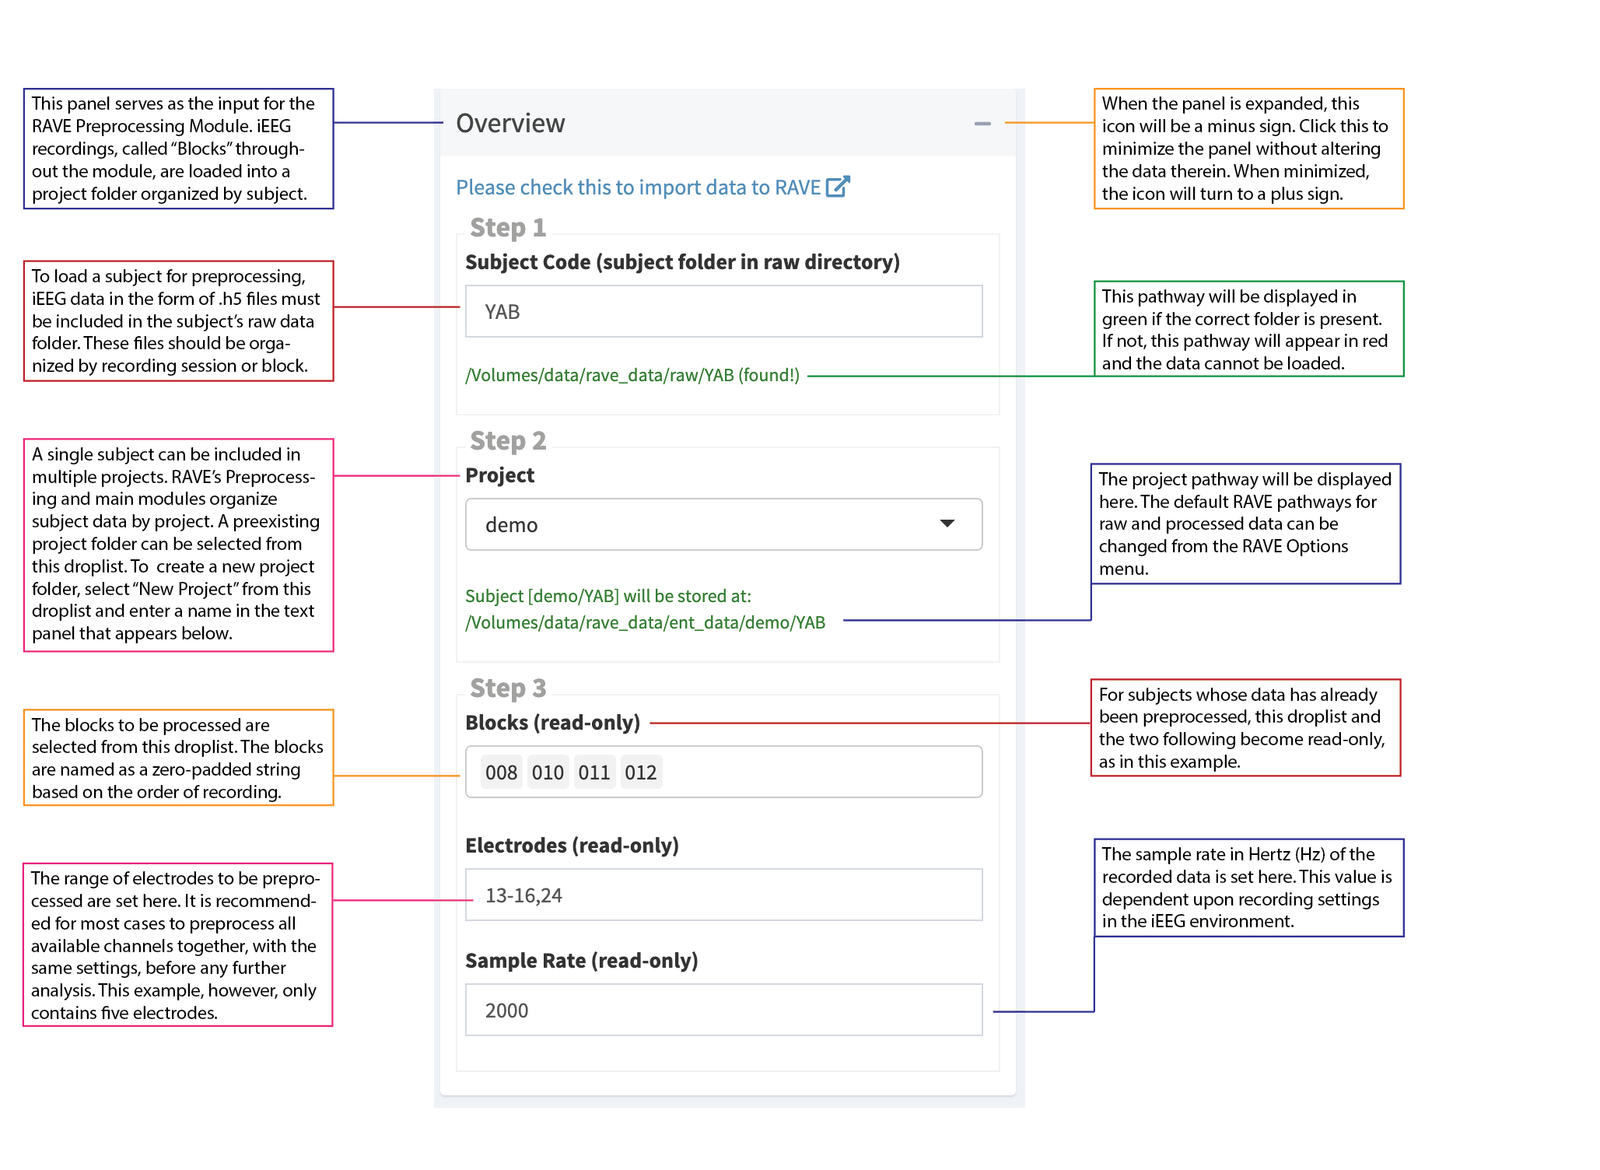 This panel serves as the input for the
RAVE Preprocessing Module. iEEG
recordings, called “Blocks” through-
out the module, are loaded into a
project folder organized by subject.
To load a subject for preprocessing,
iEEG data in the form of .h5 files must
be included in the subject’s raw data
folder. These files should be orga-
nized by recording session or block.
A single subject can be included in
multiple projects. RAVE’s Preprocess-
ing and main modules organize
subject data by project. A preexisting
project folder can be selected from
this droplist. To create a new project
folder, select “New Project” from this
droplist and enter a name in the text
panel that appears below.
The blocks to be processed are
selected from this droplist. The blocks
are named as a zero-padded string
based on the order of recording.
The range of electrodes to be prepro-
cessed are set here. It is recommend-
ed for most cases to preprocess all
available channels together, with the
same settings, before any further
analysis. This example, however, only
contains five electrodes.
Overview
Please check this to import data to RAVE
Step 1
Subject Code (subject folder in raw directory)
YAB
/Volumes/data/rave_data/raw/YAB (found!)
Step 2
Project
demo
Subject [demo/YAB] will be stored at:
/Volumes/data/rave_data/ent_data/demo/YAB
Step 3
Blocks (read-only)
008 010 011 012
Electrodes (read-only)
13-16,24
Sample Rate (read-only)
2000
When the panel is expanded, this
icon will be a minus sign. Click this to
minimize the panel without altering
the data therein. When minimized,
the icon will turn to a plus sign.
This pathway will be displayed in
green if the correct folder is present.
If not, this pathway will appear in red
and the data cannot be loaded.
The project pathway will be displayed
here. The default RAVE pathways for
raw and processed data can be
changed from the RAVE Options
menu.
For subjects whose data has already
been preprocessed, this droplist and
the two following become read-only,
as in this example.
The sample rate in Hertz (Hz) of the
recorded data is set here. This value is
dependent upon recording settings
in the iEEG environment.